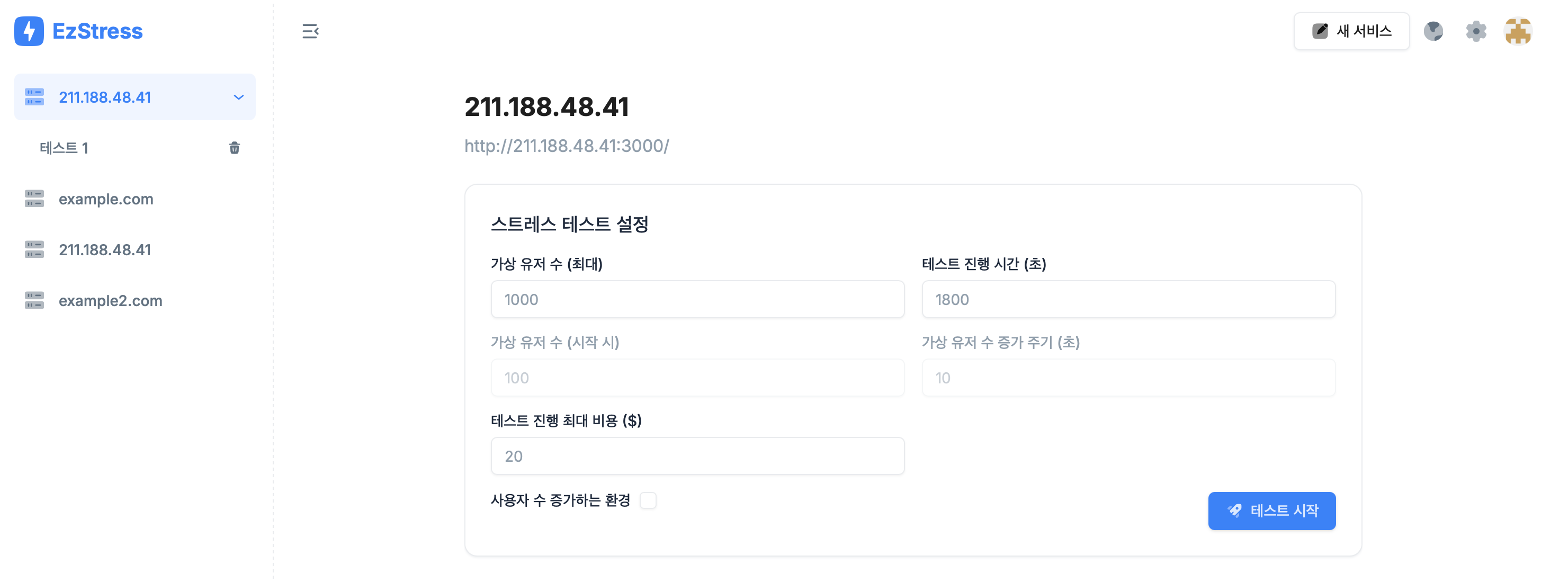 EzStress
새 서비스
211.188.48.41
테스트 1
example.com
211.188.48.41
example2.com
211.188.48.41
http://211.188.48.41:3000/
스트레스 테스트 설정
가상 유저 수 (최대)
테스트 진행 시간 (초)
1000
1800
가상 유저 수 (시작 시)
가상 유저 수 증가 주기 (초)
100
10
테스트 진행 최대 비용 ($)
20
사용자 수 증가하는 환경
테스트 시작